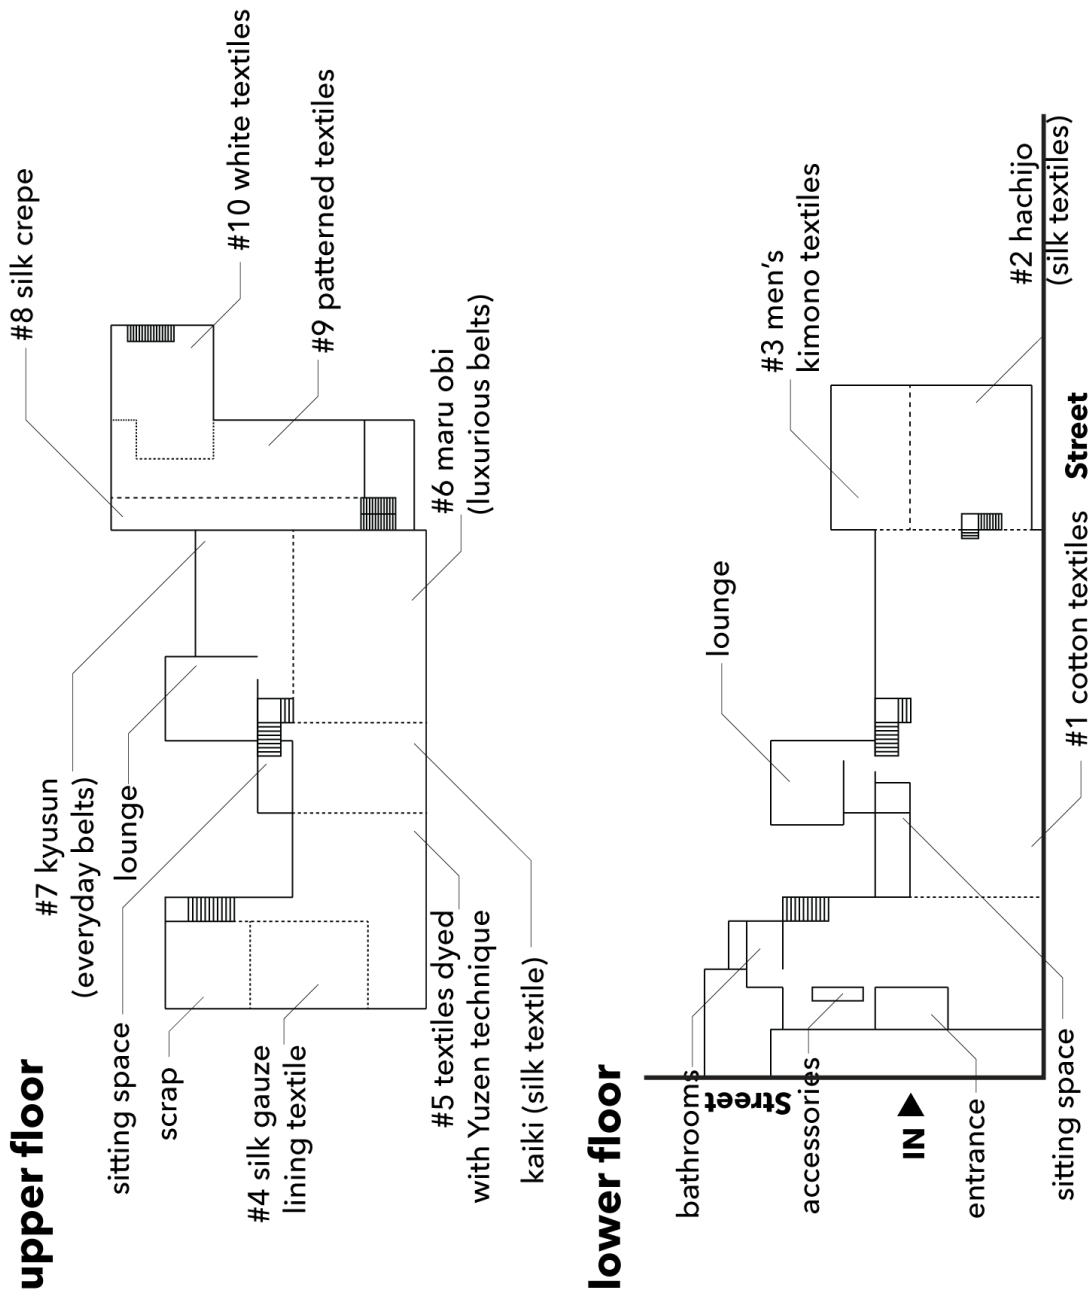 upper floor
#8 silk crepe
#10 white textiles
#9 patterned textiles
#7 kyusun
(everyday belts)
lounge
sitting space
scrap
#4 silk gauze
lining textile
#6 maru obi
(luxurious belts)
#5 textiles dyed
with Yuzen technique
kaiki (silk textile)
lower floor
#3 men's
kimono textiles
#2 hachijo
(silk textiles)
lounge
bathrooms
Street
accessories
IN
entrance
sitting space
#1 cotton textiles
Street